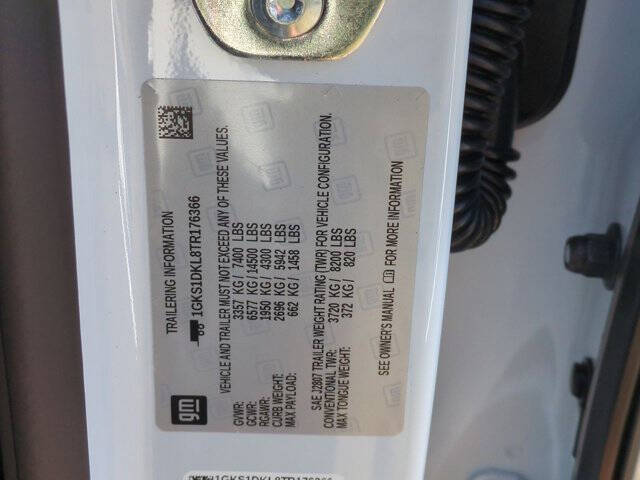 TRAILERING INFORMATION
1GKS1DKL8TR176366
VEHICLE AND TRAILER MUST NOT EXCEED ANY OF THESE VALUES.
GVWR: 3357 KG / 7400 LBS
GCWR: 6577 KG / 14500 LBS
RGAWR: 1950 KG / 4300 LBS
CURB WEIGHT: 2696 KG / 5942 LBS
MAX PAYLOAD: 662 KG / 1458 LBS
SAE J2807 TRAILER WEIGHT RATING (TWR) FOR VEHICLE CONFIGURATION.
CONVENTIONAL TWR: 3720 KG / 8200 LBS
MAX TONGUE WEIGHT: 372 KG / 820 LBS
SEE OWNER'S MANUAL FOR MORE INFORMATION
gm
1GKS1DKL8TR176366